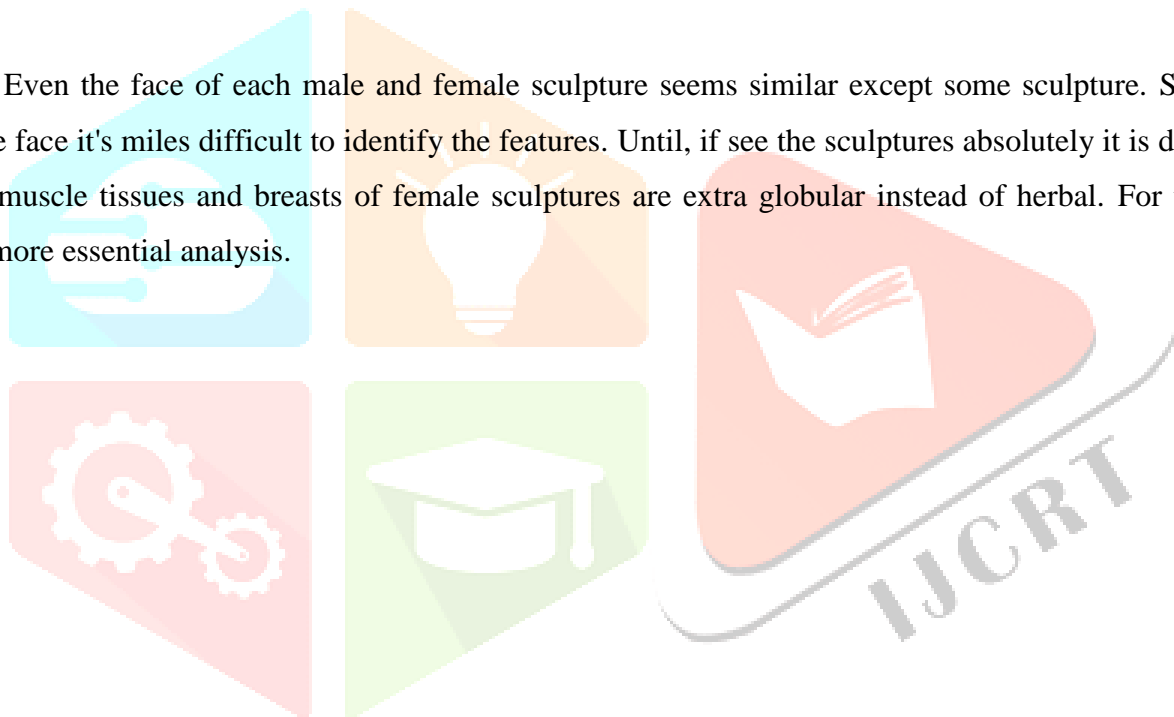 Even the face of each male and female sculpture seems similar except some sculpture.
face it's miles difficult to identify the features. Until, if see the sculptures absolutely it is
muscle tissues and breasts of female sculptures are extra globular instead of herbal. For
more essential analysis.
IJCRT